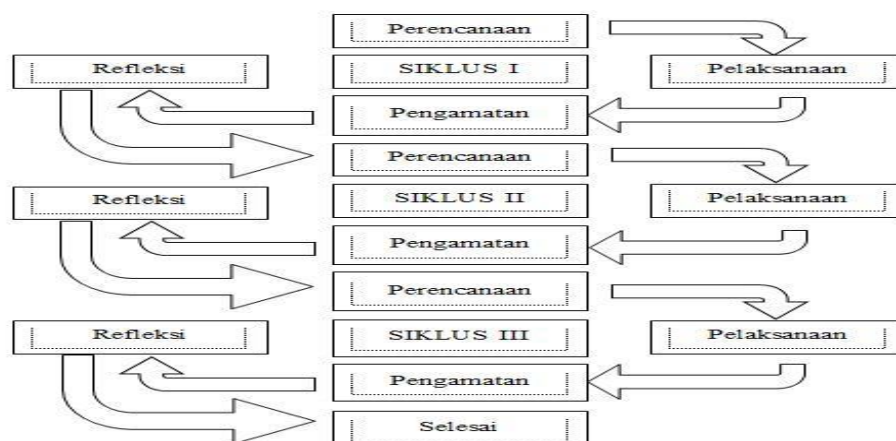 Perencanaan
Refleksi
SIKLUS I
Pelaksanaan
Pengamatan
Perencanaan
Refleksi
SIKLUS II
Pelaksanaan
Pengamatan
Perencanaan
Refleksi
SIKLUS III
Pelaksanaan
Pengamatan
Selesai